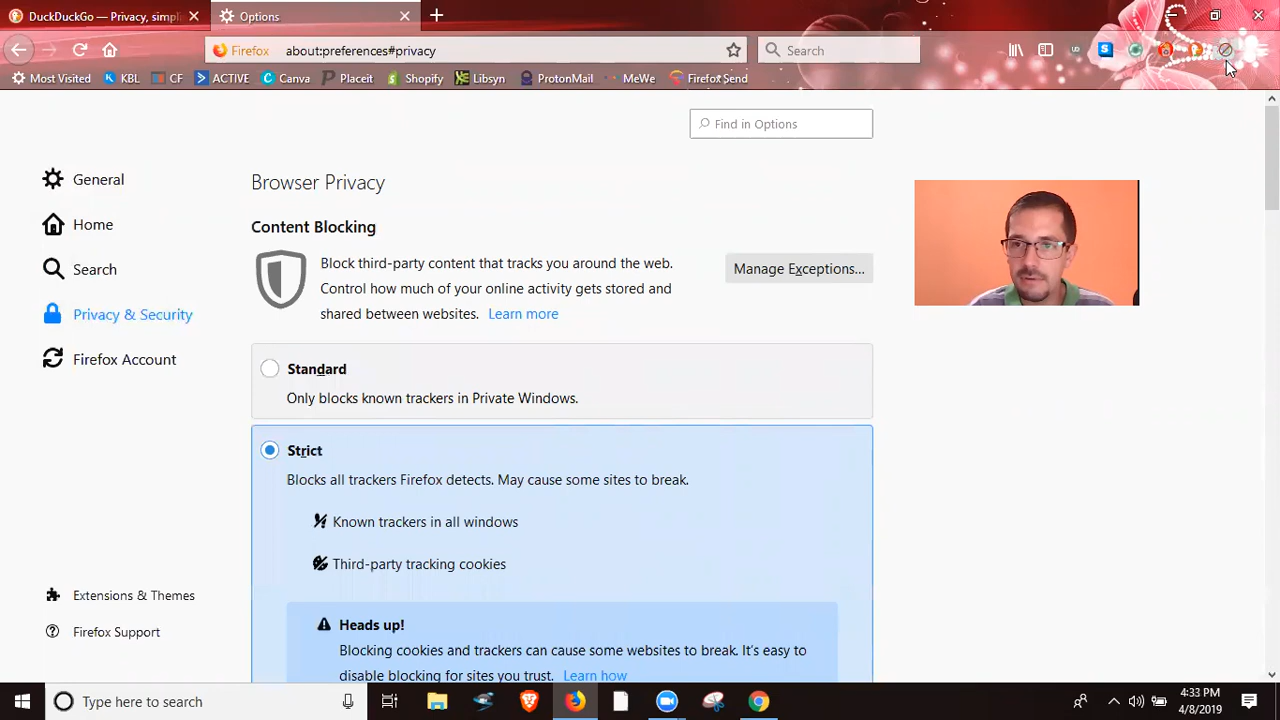 DuckDuckGo — Privacy, simpli
Options
Firefox
about:preferences#privacy
Search
Most Visited
KBL
CF
ACTIVE
Canva
Placeit
Shopify
Libsyn
ProtonMail
MeWe
Firefox Send
Find in Options
General
Home
Search
Privacy & Security
Firefox Account
Extensions & Themes
Firefox Support
Browser Privacy
Content Blocking
Block third-party content that tracks you around the web.
Control how much of your online activity gets stored and
shared between websites. Learn more
Manage Exceptions...
Standard
Only blocks known trackers in Private Windows.
Strict
Blocks all trackers Firefox detects. May cause some sites to break.
Known trackers in all windows
Third-party tracking cookies
Heads up!
Blocking cookies and trackers can cause some websites to break. It's easy to
disable blocking for sites you trust. Learn how
Type here to search
4:33 PM
4/8/2019